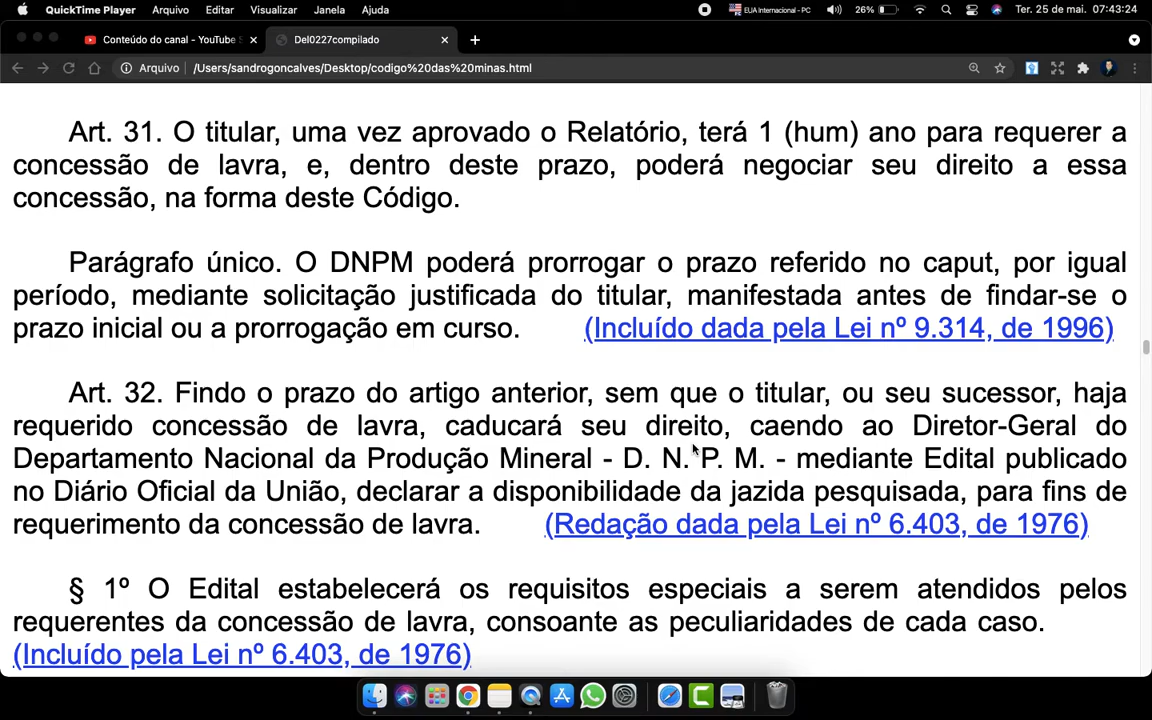 QuickTime Player Arquivo Editar Visualizar Janela Ajuda EUA Internacional - PC 26% Ter. 25 de mai. 07:43:24
Conteúdo do canal - YouTube Del0227compilado
Arquivo /Users/sandrogoncalves/Desktop/codigo%20das%20minas.html
Art. 31. O titular, uma vez aprovado o Relatório, terá 1 (hum) ano para requerer a
concessão de lavra, e, dentro deste prazo, poderá negociar seu direito a essa
concessão, na forma deste Código.
Parágrafo único. O DNPM poderá prorrogar o prazo referido no caput, por igual
período, mediante solicitação justificada do titular, manifestada antes de findar-se o
prazo inicial ou a prorrogação em curso. (Incluído dada pela Lei nº 9.314, de 1996)
Art. 32. Findo o prazo do artigo anterior, sem que o titular, ou seu sucessor, haja
requerido concessão de lavra, caducará seu direito, caendo ao Diretor-Geral do
Departamento Nacional da Produção Mineral - D. N. P. M. - mediante Edital publicado
no Diário Oficial da União, declarar a disponibilidade da jazida pesquisada, para fins de
requerimento da concessão de lavra. (Redação dada pela Lei nº 6.403, de 1976)
§ 1º O Edital estabelecerá os requisitos especiais a serem atendidos pelos
requerentes da concessão de lavra, consoante as peculiaridades de cada caso.
(Incluído pela Lei nº 6.403, de 1976)